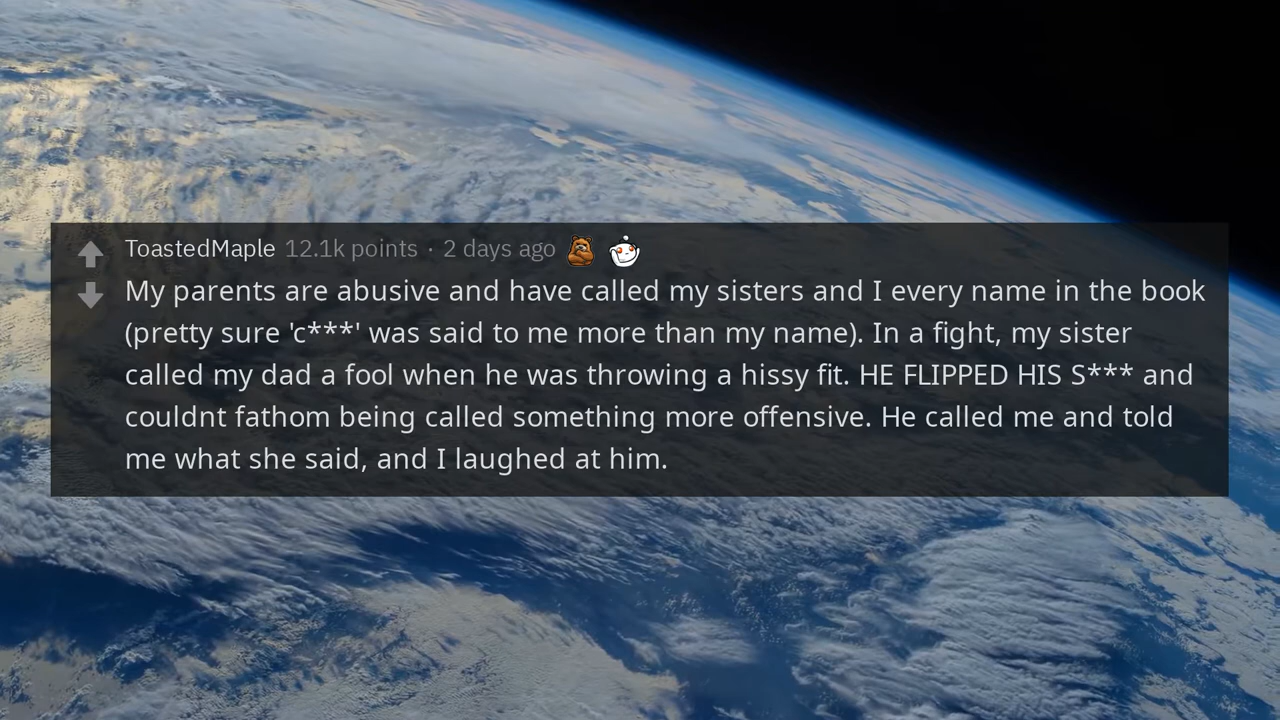 ToastedMaple 12.1k points · 2 days ago
My parents are abusive and have called my sisters and I every name in the book
(pretty sure 'c***' was said to me more than my name). In a fight, my sister
called my dad a fool when he was throwing a hissy fit. HE FLIPPED HIS S*** and
couldnt fathom being called something more offensive. He called me and told
me what she said, and I laughed at him.